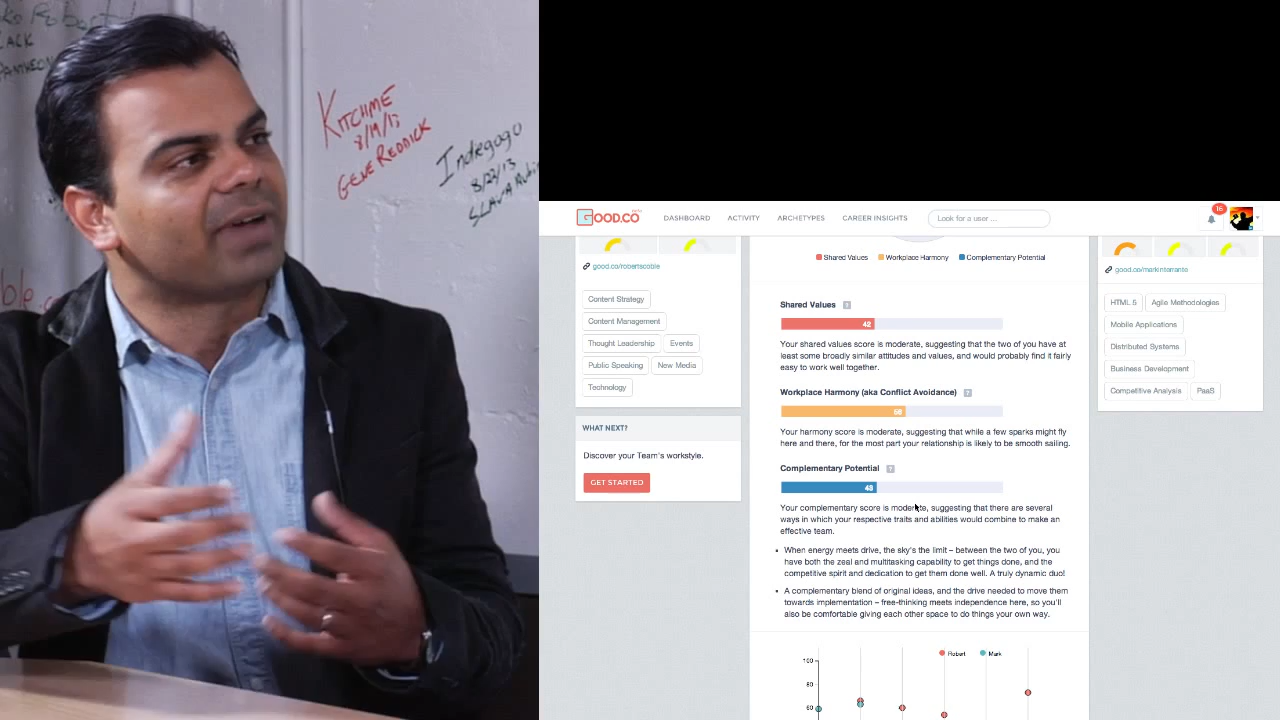 LACK
PANTHEON
KITCHME
8/19/13
GENE REDDICK
Indiegogo
8/22/13
SLAVA
GOOD.CO
DASHBOARD
ACTIVITY
ARCHETYPES
CAREER INSIGHTS
Look for a user ...
16
good.co/robertscoble
Content Strategy
Content Management
Thought Leadership
Events
Public Speaking
New Media
Technology
WHAT NEXT?
Discover your Team's workstyle.
GET STARTED
Shared Values
Workplace Harmony
Complementary Potential
Shared Values ?
42
Your shared values score is moderate, suggesting that the two of you have at
least some broadly similar attitudes and values, and would probably find it fairly
easy to work well together.
Workplace Harmony (aka Conflict Avoidance) ?
Your harmony score is moderate, suggesting that while a few sparks might fly
here and there, for the most part your relationship is likely to be smooth sailing.
Complementary Potential ?
43
Your complementary score is moderate, suggesting that there are several
ways in which your respective traits and abilities would combine to make an
effective team.
When energy meets drive, the sky's the limit – between the two of you, you
have both the zeal and multitasking capability to get things done, and the
competitive spirit and dedication to get them done well. A truly dynamic duo!
A complementary blend of original ideas, and the drive needed to move them
towards implementation – free-thinking meets independence here, so you'll
also be comfortable giving each other space to do things your own way.
Robert
Mark
100
80
60
good.co/markinterrante
HTML 5
Agile Methodologies
Mobile Applications
Distributed Systems
Business Development
Competitive Analysis
PaaS